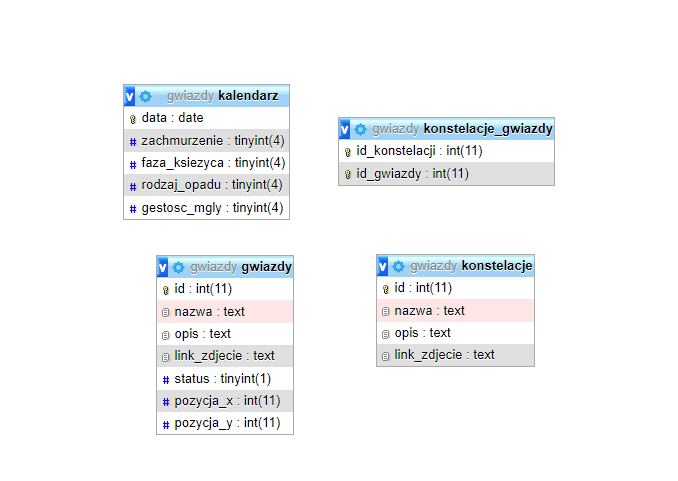 v gwiazdy kalendarz
data : date
# zachmurzenie : tinyint(4)
# faza_ksiezyca : tinyint(4)
# rodzaj_opadu : tinyint(4)
# gestosc_mgly : tinyint(4)
v gwiazdy konstelacje_gwiazdy
id_konstelacji : int(11)
id_gwiazdy : int(11)
v gwiazdy gwiazdy
id : int(11)
nazwa : text
opis : text
link_zdjecie : text
# status : tinyint(1)
# pozycja_x : int(11)
# pozycja_y : int(11)
v gwiazdy konstelacje
id : int(11)
nazwa : text
opis : text
link_zdjecie : text